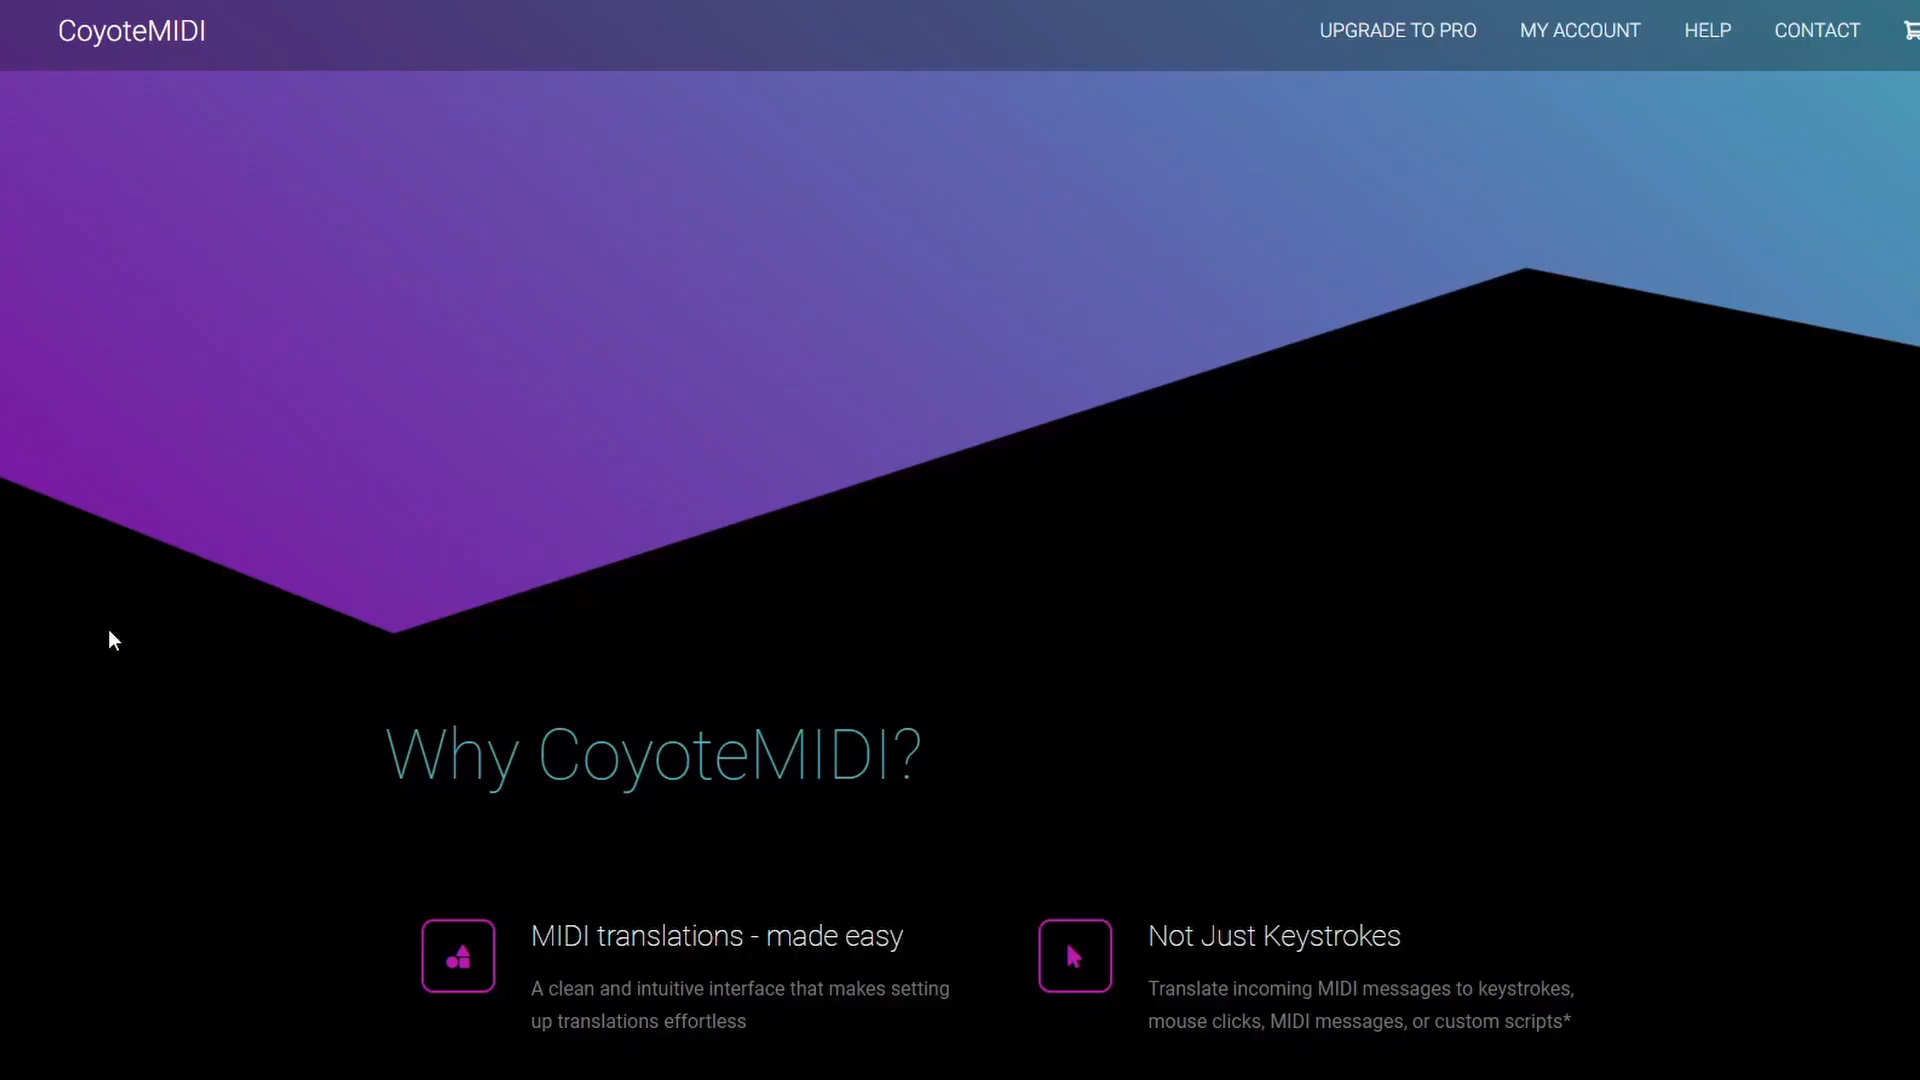 CoyoteMIDI
UPGRADE TO PRO
MY ACCOUNT
HELP
CONTACT
Why CoyoteMIDI?
MIDI translations - made easy
A clean and intuitive interface that makes setting
up translations effortless
Not Just Keystrokes
Translate incoming MIDI messages to keystrokes,
mouse clicks, MIDI messages, or custom scripts*